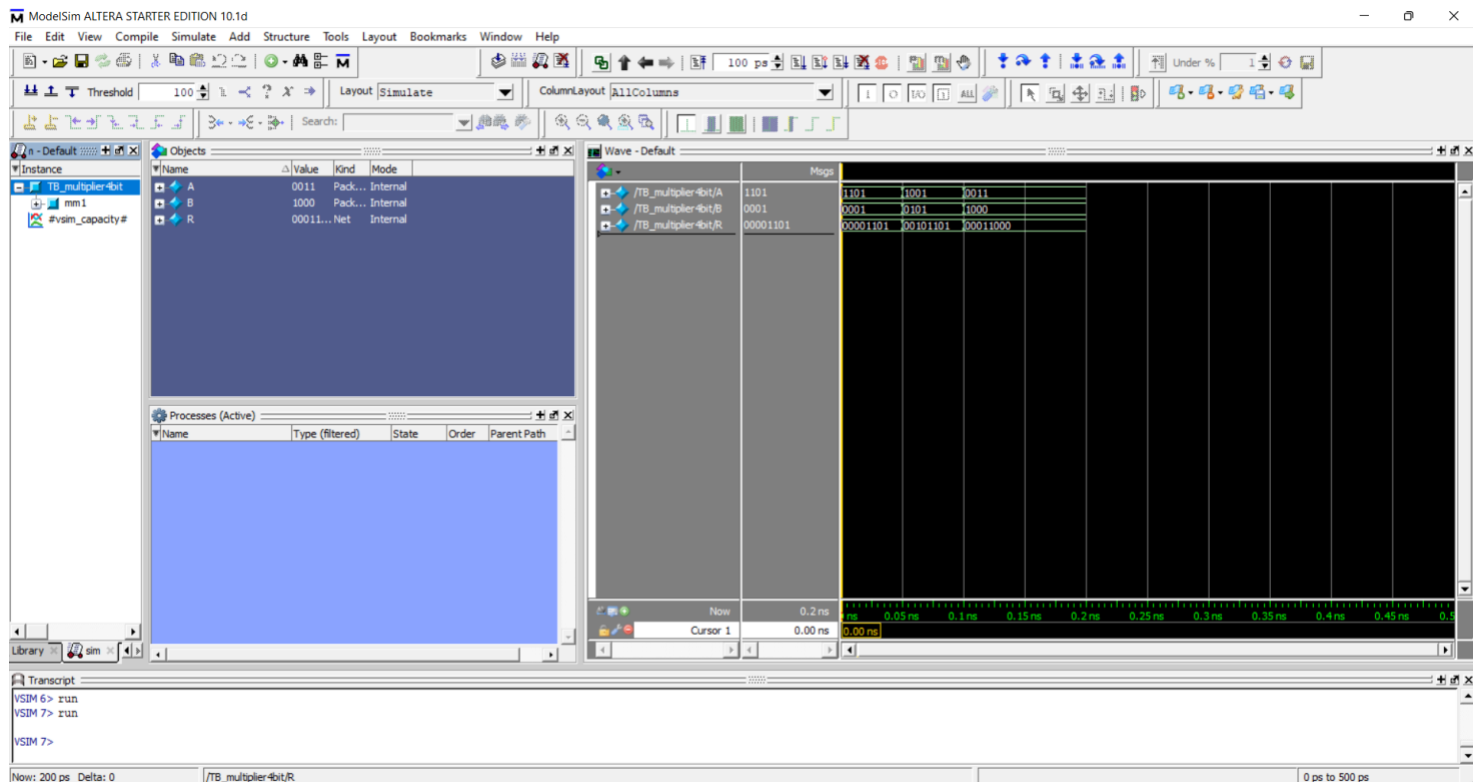 ModelSim ALTERA STARTER EDITION 10.1d
File Edit View Compile Simulate Add Structure Tools Layout Bookmarks Window Help
100 ps Under % 1
Threshold 100 Layout Simulate ColumnLayout AllColumns
Search:
n - Default Objects Wave - Default
Instance Name Value Kind Mode Msgs
TB_multiplier4bit A 0011 Pack... Internal /TB_multiplier4bit/A 1101 1101 1001 0011
mm1 B 1000 Pack... Internal /TB_multiplier4bit/B 0001 0001 0101 1000
#vsim_capacity# R 00011... Net Internal /TB_multiplier4bit/R 00001101 00001101 00101101 00011000
Processes (Active)
Name Type (filtered) State Order Parent Path
Now 0.2 ns ns 0.05 ns 0.1 ns 0.15 ns 0.2 ns 0.25 ns 0.3 ns 0.35 ns 0.4 ns 0.45 ns 0.5
Cursor 1 0.00 ns 0.00 ns
Library sim
Transcript
VSIM 6> run
VSIM 7> run
VSIM 7>
Now: 200 ps Delta: 0 /TB_multiplier4bit/R 0 ps to 500 ps